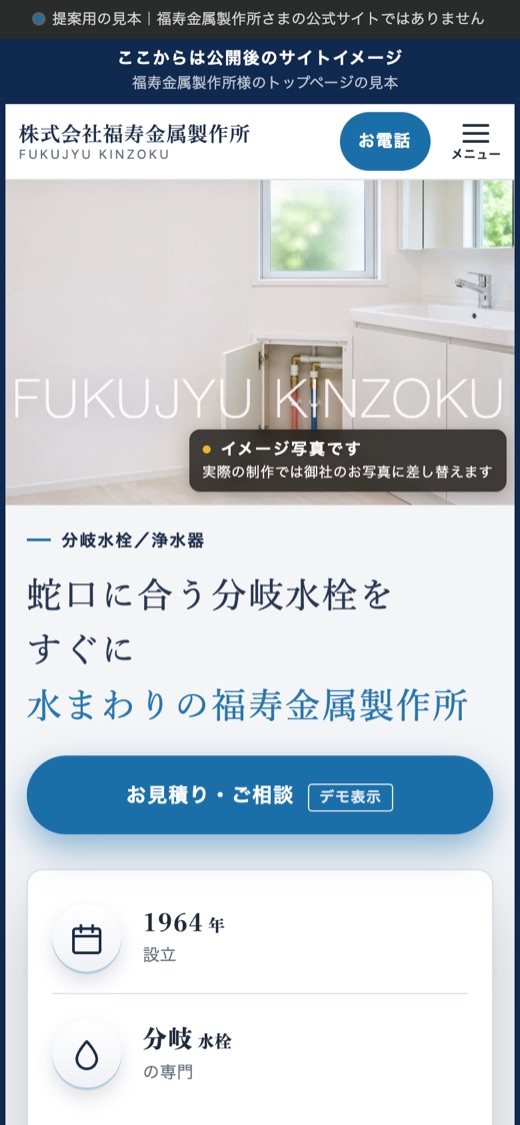 提案用の見本｜福寿金属製作所さまの公式サイトではありません
ここからは公開後のサイトイメージ
福寿金属製作所様のトップページの見本
株式会社福寿金属製作所
FUKUJYU KINZOKU
お電話
メニュー
FUKUJYU KINZOKU
イメージ写真です
実際の制作では御社のお写真に差し替えます
分岐水栓／浄水器
蛇口に合う分岐水栓を
すぐに
水まわりの福寿金属製作所
お見積り・ご相談 デモ表示
1964 年
設立
分岐 水栓
の専門